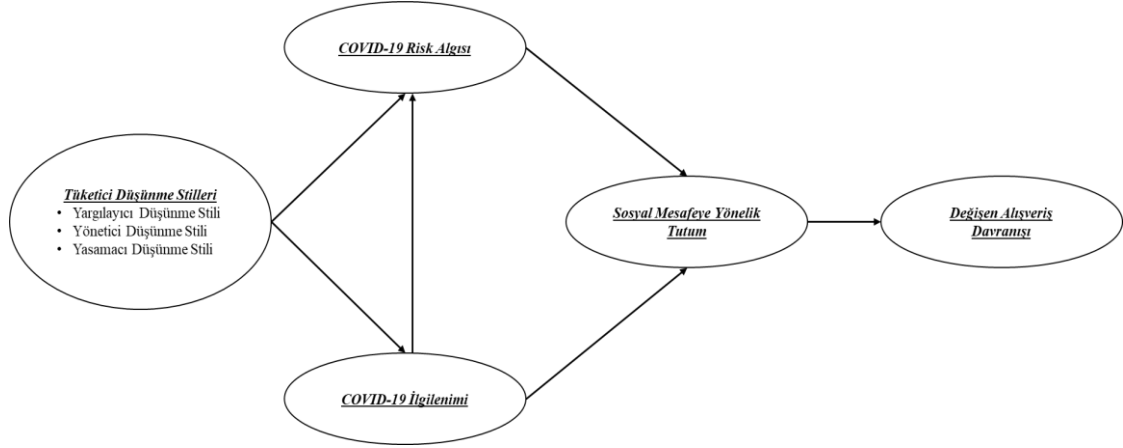 COVID-19 Risk Algısı
Tüketici Düşünme Stilleri
• Yargılayıcı Düşünme Stili
• Yönetici Düşünme Stili
• Yasamacı Düşünme Stili
Sosyal Mesafeye Yönelik
Tutum
Değişen Alışveriş
Davranışı
COVID-19 İlgilenimi